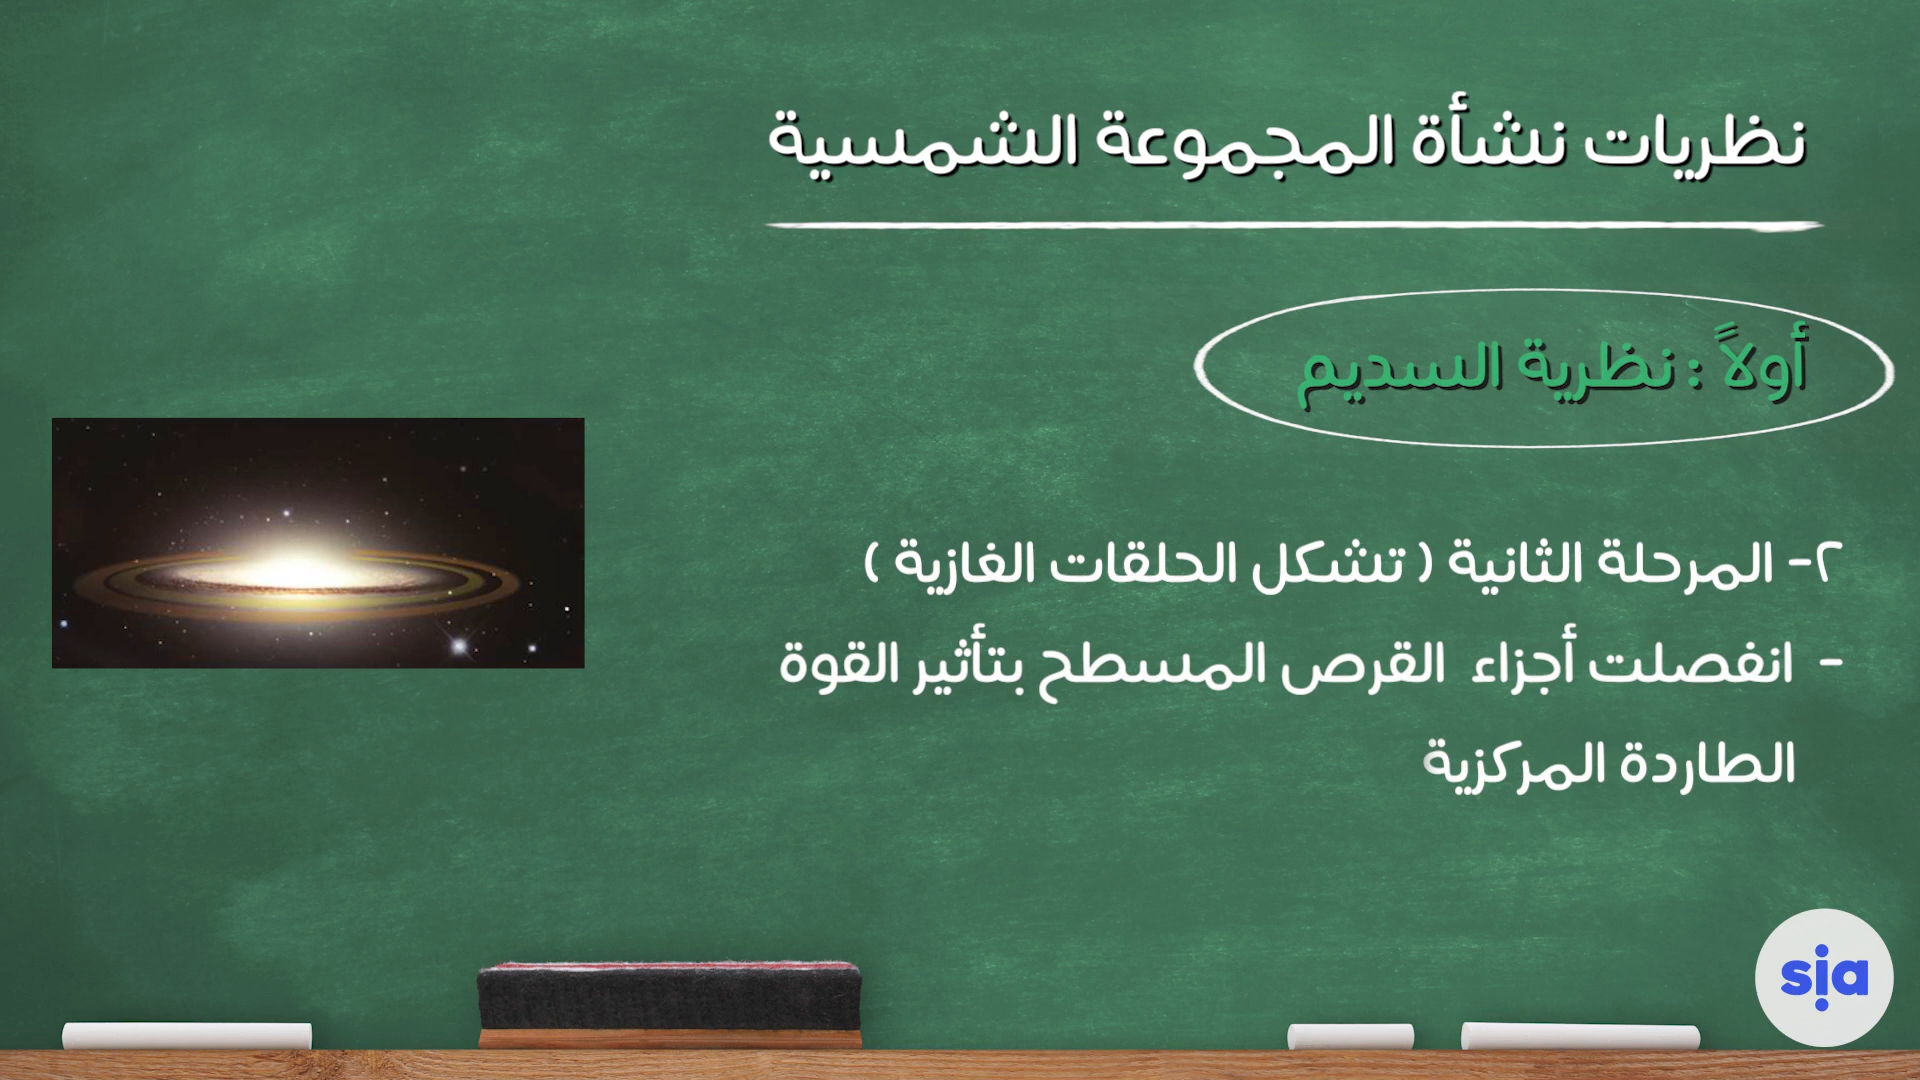 نظريات نشأة المجموعة الشمسية
أولاً : نظرية السديم
٢- المرحلة الثانية ( تشكل الحلقات الغازية )
- انفصلت أجزاء القرص المسطح بتأثير القوة
الطاردة المركزية
sia